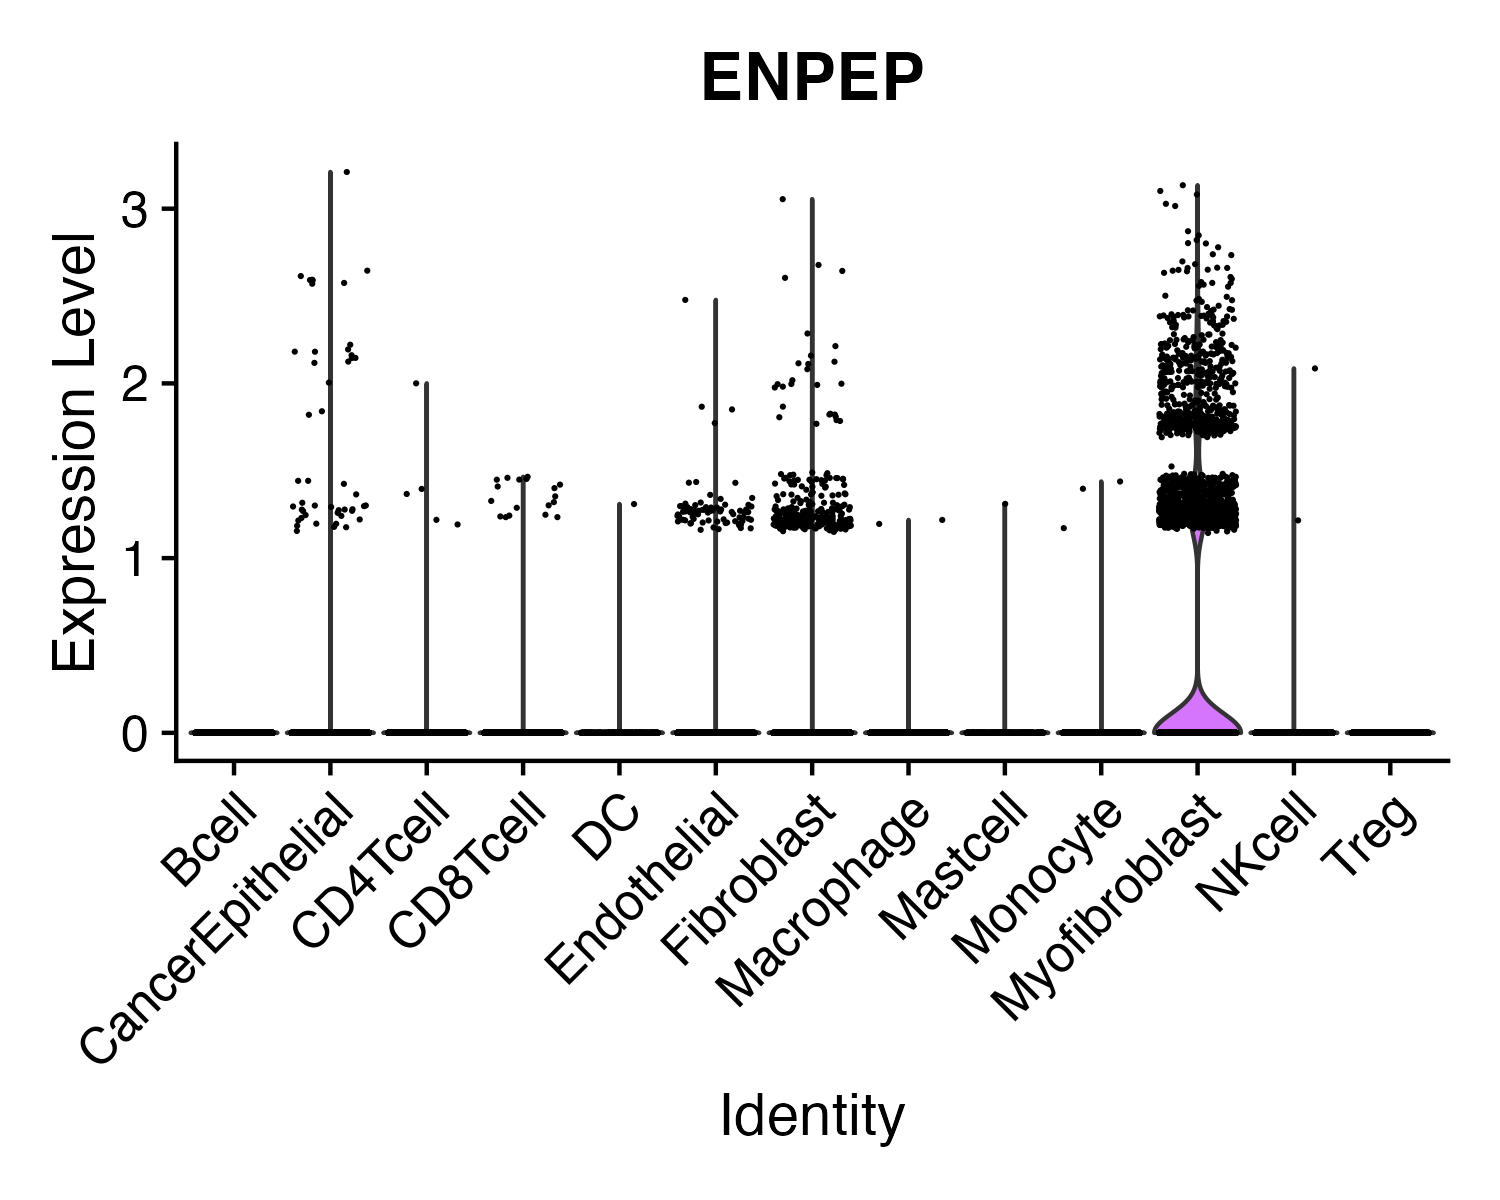 ENPEP
Expression Level
3
2
1
0
Bcell
CancerEpithelial
CD4Tcell
CD8Tcell
DC
Endothelial
Fibroblast
Macrophage
Mastcell
Monocyte
Myofibroblast
NKcell
Treg
Identity